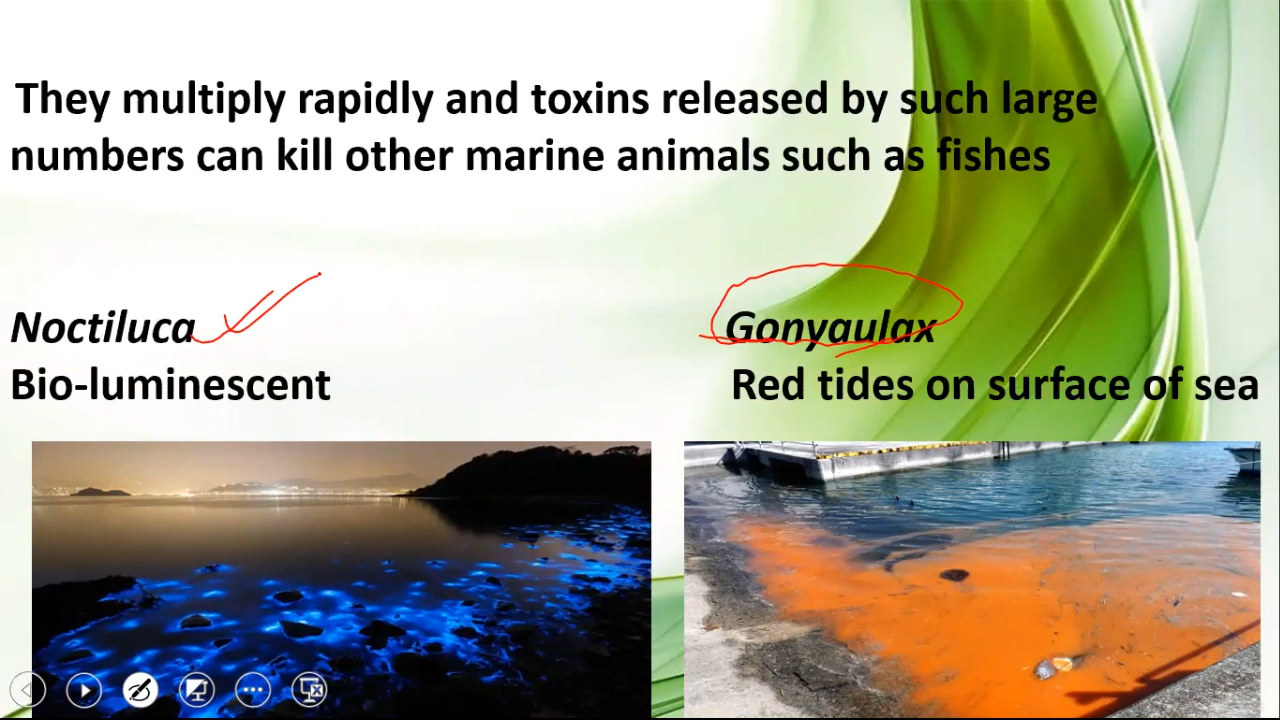 They multiply rapidly and toxins released by such large
numbers can kill other marine animals such as fishes
Noctiluca
Bio-luminescent
Gonyaulax
Red tides on surface of sea